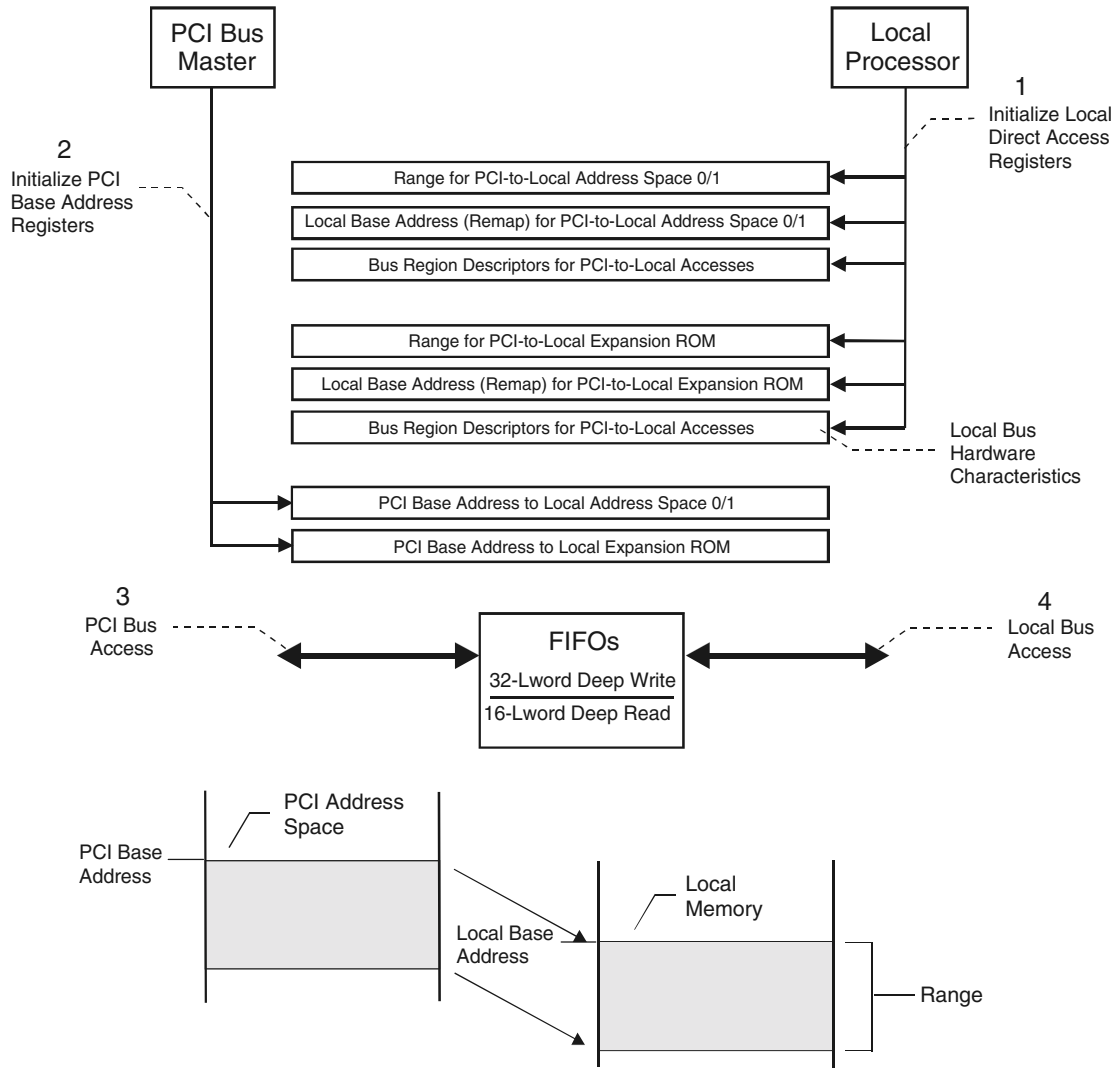 PCI Bus
Master
Local
Processor
1
Initialize Local
Direct Access
Registers
2
Initialize PCI
Base Address
Registers
Range for PCI-to-Local Address Space 0/1
Local Base Address (Remap) for PCI-to-Local Address Space 0/1
Bus Region Descriptors for PCI-to-Local Accesses
Range for PCI-to-Local Expansion ROM
Local Base Address (Remap) for PCI-to-Local Expansion ROM
Bus Region Descriptors for PCI-to-Local Accesses
Local Bus
Hardware
Characteristics
PCI Base Address to Local Address Space 0/1
PCI Base Address to Local Expansion ROM
3
PCI Bus
Access
FIFOs
32-Lword Deep Write
16-Lword Deep Read
4
Local Bus
Access
PCI Address
Space
PCI Base
Address
Local
Memory
Local Base
Address
Range